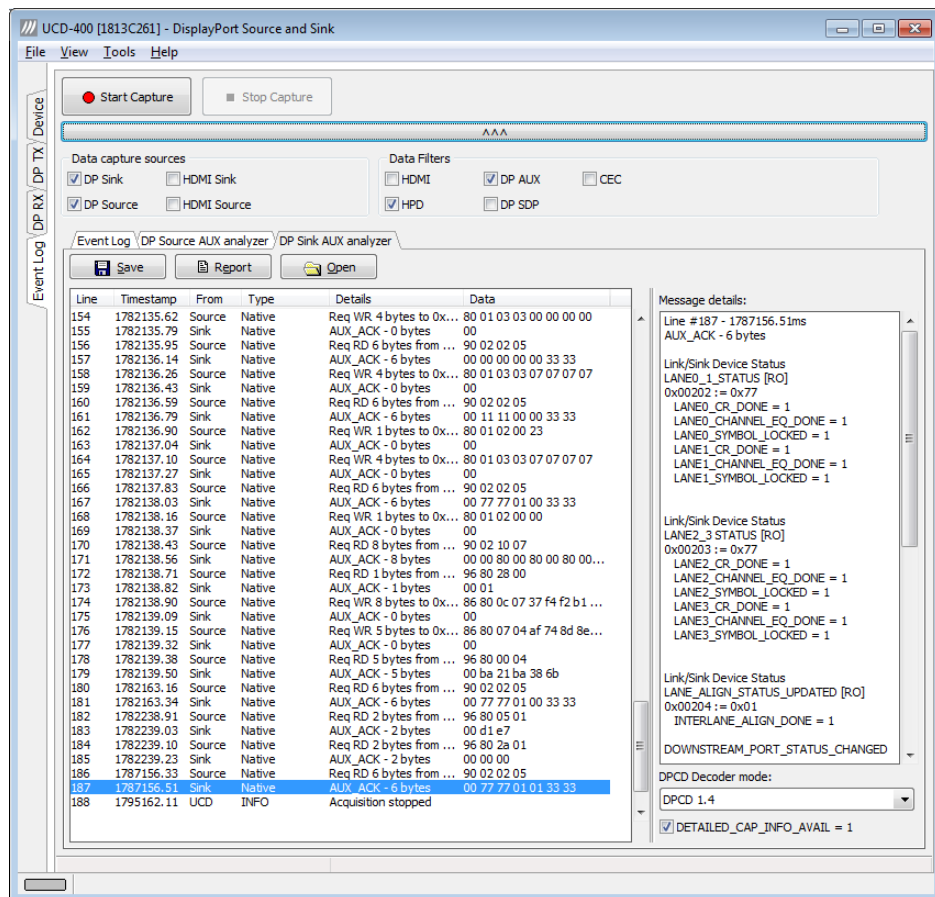 UCD-400 [1813C261] - DisplayPort Source and Sink
File View Tools Help
Device
DP TX
DP RX
Event Log
Start Capture
Stop Capture
^^^
Data capture sources
Data Filters
DP Sink HDMI Sink HDMI DP AUX CEC
DP Source HDMI Source HPD DP SDP
Event Log DP Source AUX analyzer DP Sink AUX analyzer
Save Report Open
Line Timestamp From Type Details Data
154 1782135.62 Source Native Req WR 4 bytes to 0x... 80 01 03 03 00 00 00 00
155 1782135.79 Sink Native AUX_ACK - 0 bytes 00
156 1782135.95 Source Native Req RD 6 bytes from ... 90 02 02 05
157 1782136.14 Sink Native AUX_ACK - 6 bytes 00 00 00 00 00 33 33
158 1782136.26 Source Native Req WR 4 bytes to 0x... 80 01 03 03 07 07 07 07
159 1782136.43 Sink Native AUX_ACK - 0 bytes 00
160 1782136.59 Source Native Req RD 6 bytes from ... 90 02 02 05
161 1782136.79 Sink Native AUX_ACK - 6 bytes 00 11 11 00 00 33 33
162 1782136.90 Source Native Req WR 1 bytes to 0x... 80 01 02 00 23
163 1782137.04 Sink Native AUX_ACK - 0 bytes 00
164 1782137.10 Source Native Req WR 4 bytes to 0x... 80 01 03 03 07 07 07 07
165 1782137.27 Sink Native AUX_ACK - 0 bytes 00
166 1782137.83 Source Native Req RD 6 bytes from ... 90 02 02 05
167 1782138.03 Sink Native AUX_ACK - 6 bytes 00 77 77 01 00 33 33
168 1782138.16 Source Native Req WR 1 bytes to 0x... 80 01 02 00 00
169 1782138.37 Sink Native AUX_ACK - 0 bytes 00
170 1782138.43 Source Native Req RD 8 bytes from ... 90 02 10 07
171 1782138.56 Sink Native AUX_ACK - 8 bytes 00 00 80 00 80 00 80 00...
172 1782138.71 Source Native Req RD 1 bytes from ... 96 80 28 00
173 1782138.82 Sink Native AUX_ACK - 1 bytes 00 01
174 1782138.90 Source Native Req WR 8 bytes to 0x... 86 80 0c 07 37 f4 f2 b1 ...
175 1782139.09 Sink Native AUX_ACK - 0 bytes 00
176 1782139.15 Source Native Req WR 5 bytes to 0x... 86 80 07 04 af 74 8d 8e...
177 1782139.32 Sink Native AUX_ACK - 0 bytes 00
178 1782139.38 Source Native Req RD 5 bytes from ... 96 80 00 04
179 1782139.50 Sink Native AUX_ACK - 5 bytes 00 ba 21 ba 38 6b
180 1782163.16 Source Native Req RD 6 bytes from ... 90 02 02 05
181 1782163.34 Sink Native AUX_ACK - 6 bytes 00 77 77 01 00 33 33
182 1782238.91 Source Native Req RD 2 bytes from ... 96 80 05 01
183 1782239.03 Sink Native AUX_ACK - 2 bytes 00 d1 e7
184 1782239.10 Source Native Req RD 2 bytes from ... 96 80 2a 01
185 1782239.23 Sink Native AUX_ACK - 2 bytes 00 00 00
186 1787156.33 Source Native Req RD 6 bytes from ... 90 02 02 05
187 1787156.51 Sink Native AUX_ACK - 6 bytes 00 77 77 01 01 33 33
188 1795162.11 UCD INFO Acquisition stopped
Message details:
Line #187 - 1787156.51ms
AUX_ACK - 6 bytes
Link/Sink Device Status
LANE0_1_STATUS [RO]
0x00202 := 0x77
LANE0_CR_DONE = 1
LANE0_CHANNEL_EQ_DONE = 1
LANE0_SYMBOL_LOCKED = 1
LANE1_CR_DONE = 1
LANE1_CHANNEL_EQ_DONE = 1
LANE1_SYMBOL_LOCKED = 1
Link/Sink Device Status
LANE2_3 STATUS [RO]
0x00203 := 0x77
LANE2_CR_DONE = 1
LANE2_CHANNEL_EQ_DONE = 1
LANE2_SYMBOL_LOCKED = 1
LANE3_CR_DONE = 1
LANE3_CHANNEL_EQ_DONE = 1
LANE3_SYMBOL_LOCKED = 1
Link/Sink Device Status
LANE_ALIGN_STATUS_UPDATED [RO]
0x00204 := 0x01
INTERLANE_ALIGN_DONE = 1
DOWNSTREAM_PORT_STATUS_CHANGED
DPCD Decoder mode:
DPCD 1.4
DETAILED_CAP_INFO_AVAIL = 1